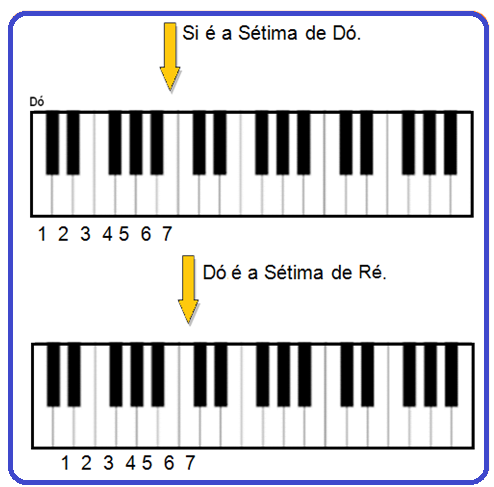 Si é a Sétima de Dó.
Dó
1 2 3 4 5 6 7
Dó é a Sétima de Ré.
1 2 3 4 5 6 7